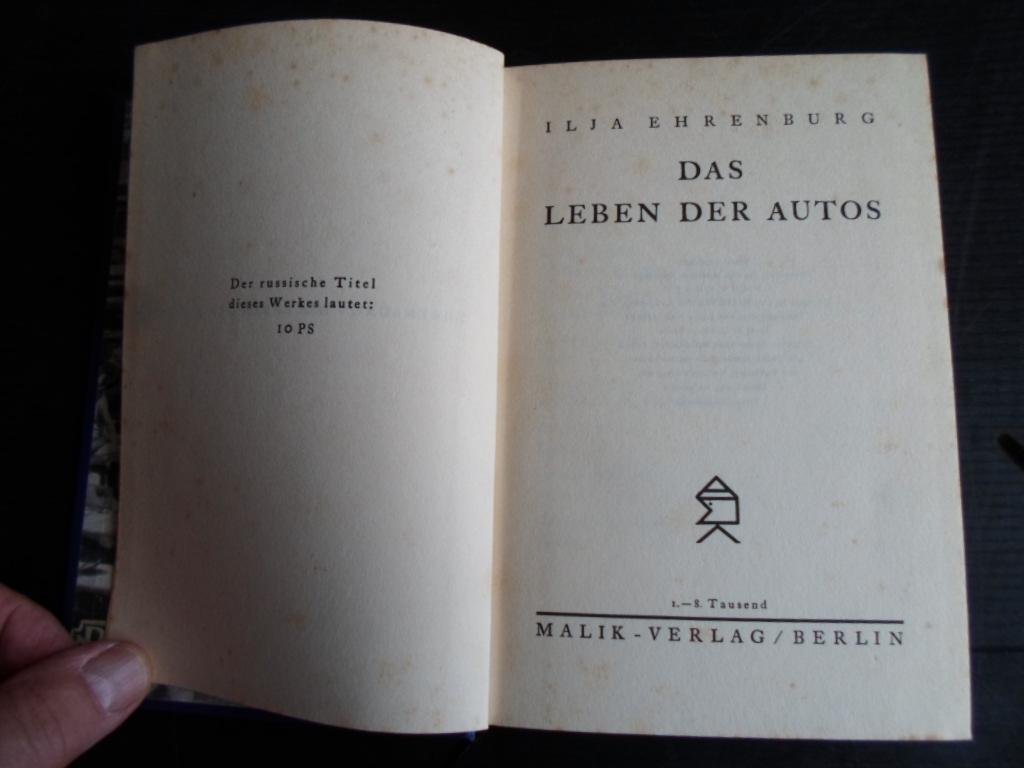 Der russische Titel
dieses Werkes lautet:
10 PS
ILJA EHRENBURG
DAS
LEBEN DER AUTOS
1.—8. Tausend
MALIK-VERLAG/BERLIN